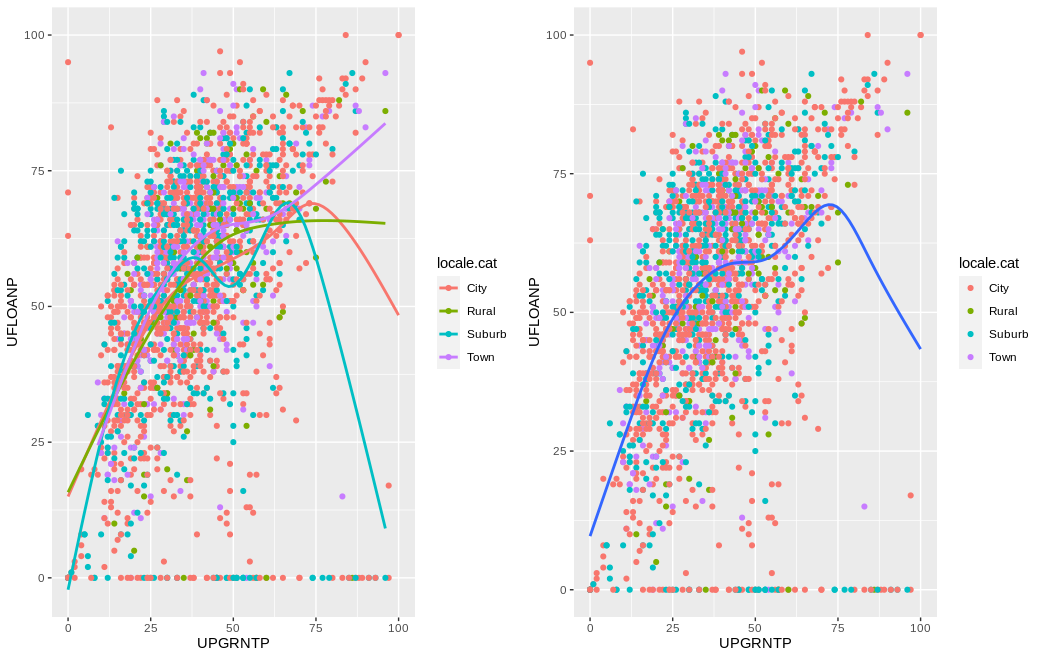 100
75
50
25
0
UFLOANP
0
25
50
75
100
UPGRNTP
locale.cat
City
Rural
Suburb
Town
100
75
50
25
0
UFLOANP
0
25
50
75
100
UPGRNTP
locale.cat
City
Rural
Suburb
Town